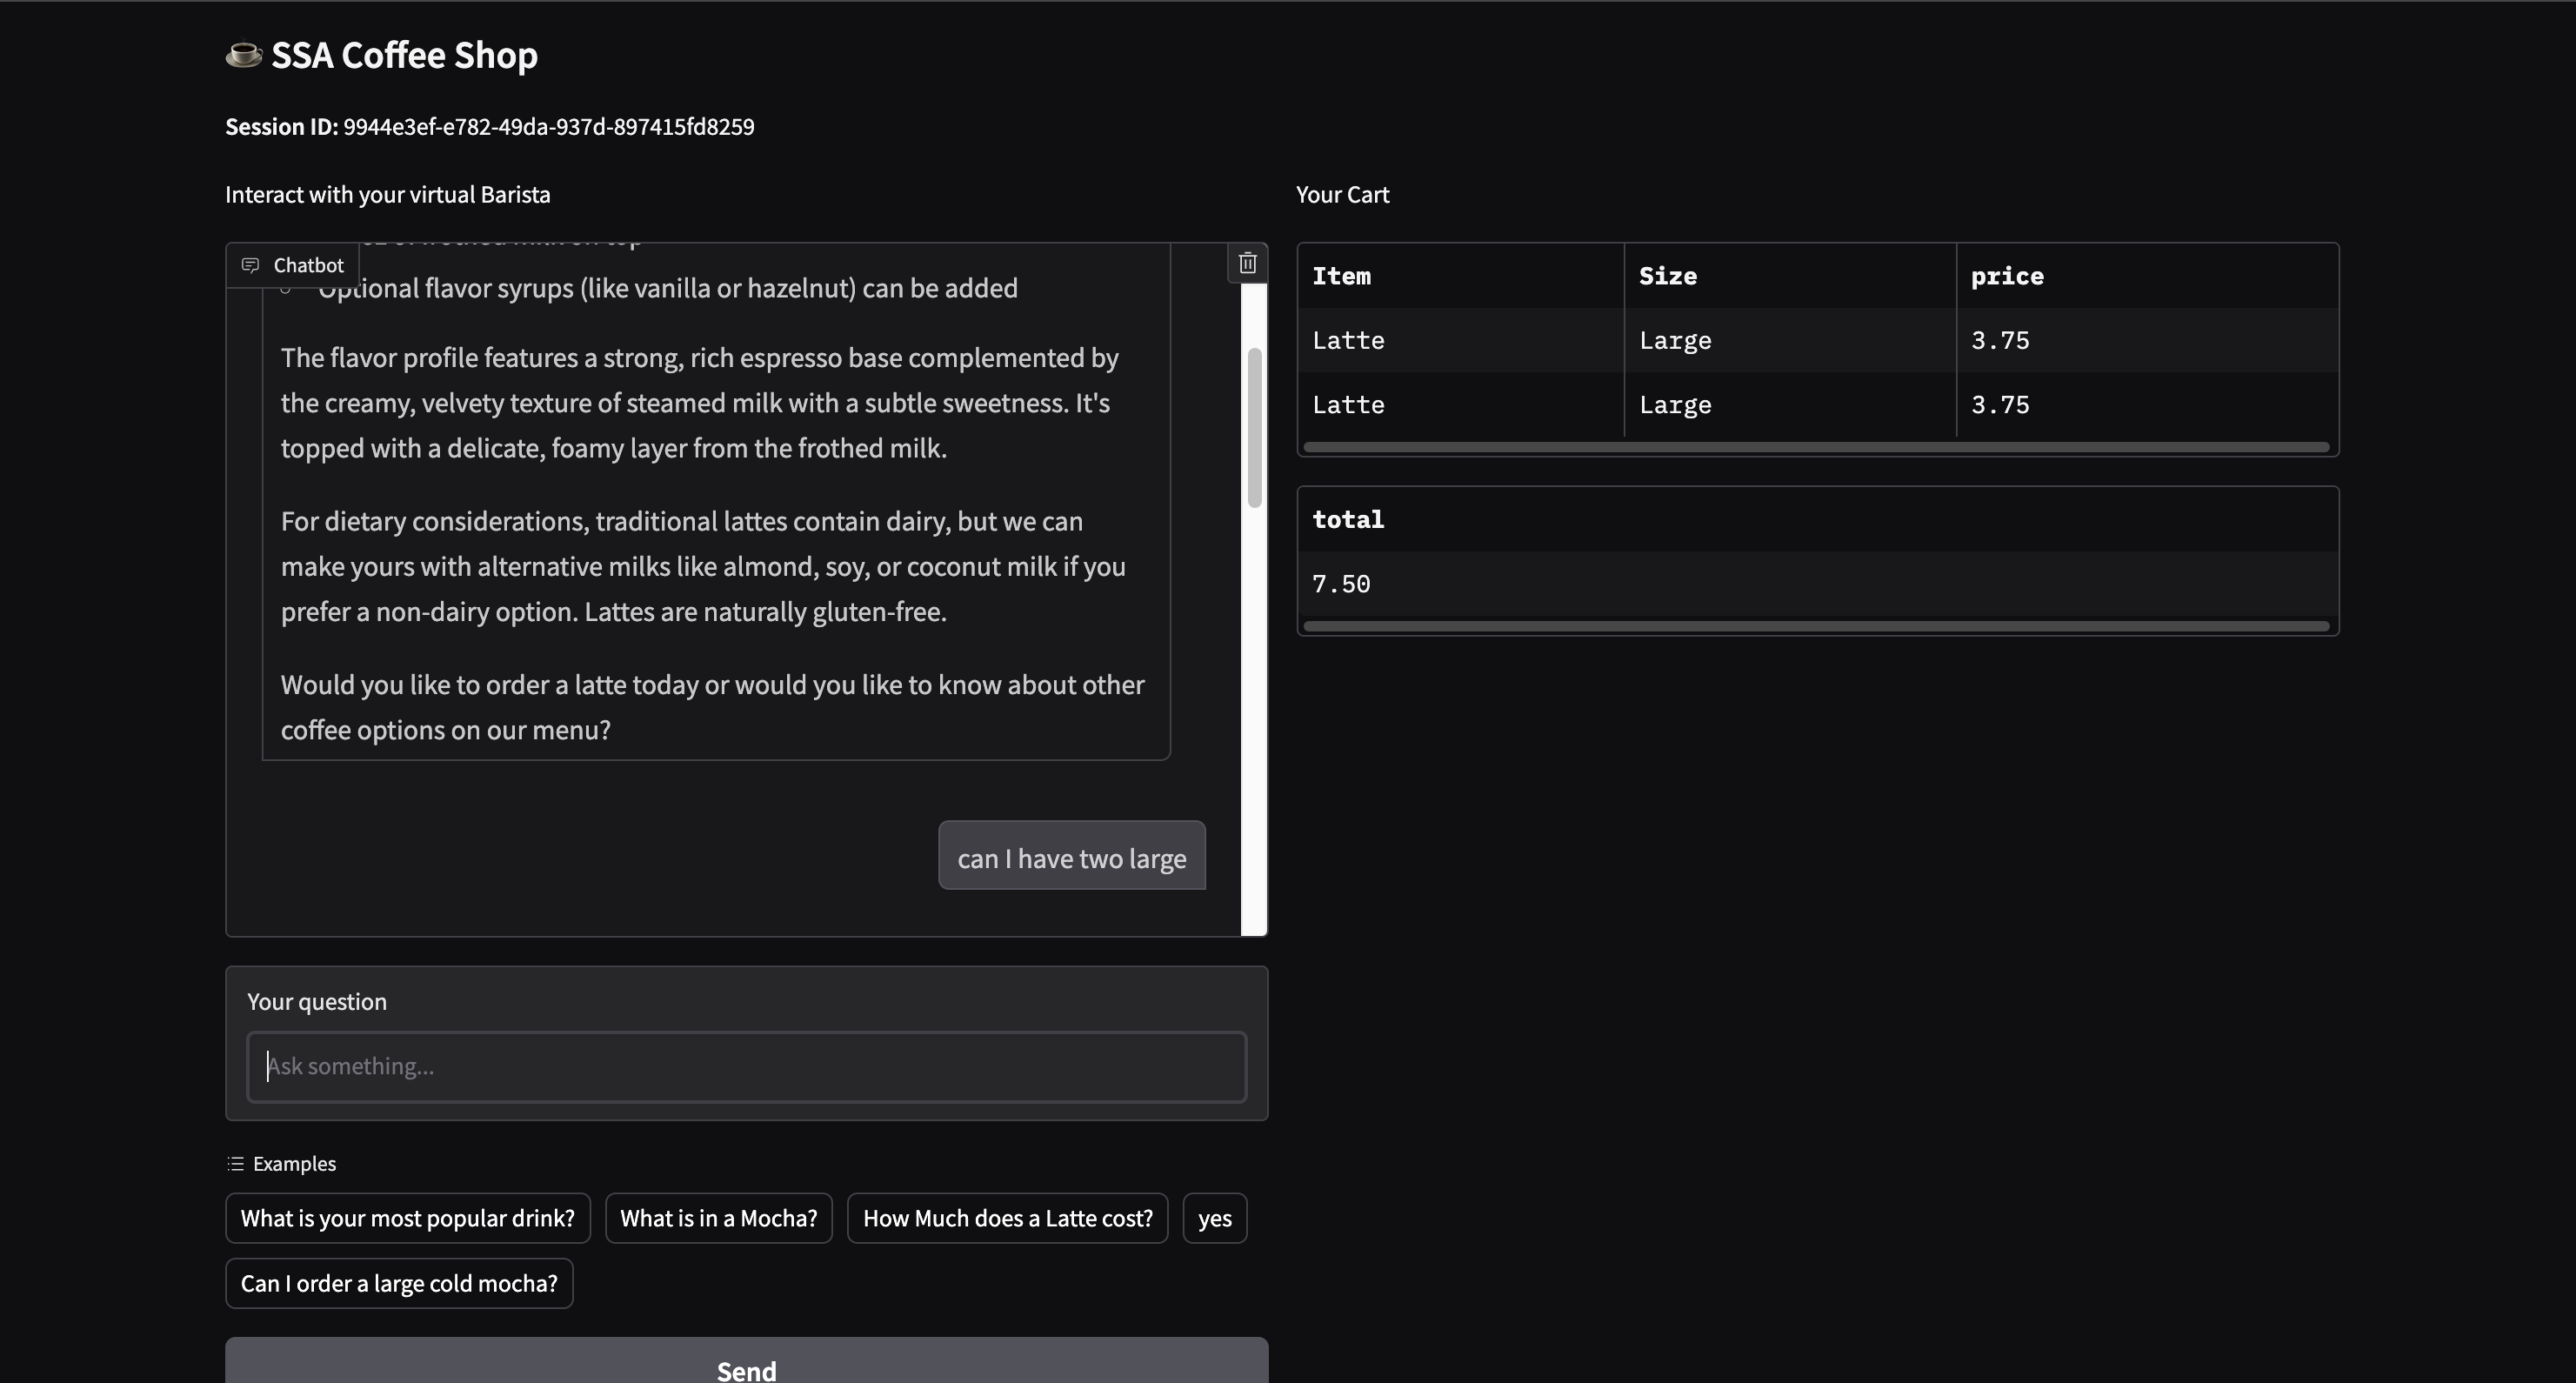 SSA Coffee Shop
Session ID: 9944e3ef-e782-49da-937d-897415fd8259
Interact with your virtual Barista
Chatbot
oz of frothed milk on top
Optional flavor syrups (like vanilla or hazelnut) can be added
The flavor profile features a strong, rich espresso base complemented by
the creamy, velvety texture of steamed milk with a subtle sweetness. It's
topped with a delicate, foamy layer from the frothed milk.
For dietary considerations, traditional lattes contain dairy, but we can
make yours with alternative milks like almond, soy, or coconut milk if you
prefer a non-dairy option. Lattes are naturally gluten-free.
Would you like to order a latte today or would you like to know about other
coffee options on our menu?
can I have two large
Your question
Ask something...
Examples
What is your most popular drink? What is in a Mocha? How Much does a Latte cost? yes
Can I order a large cold mocha?
Send
Your Cart
Item Size price
Latte Large 3.75
Latte Large 3.75
total
7.50